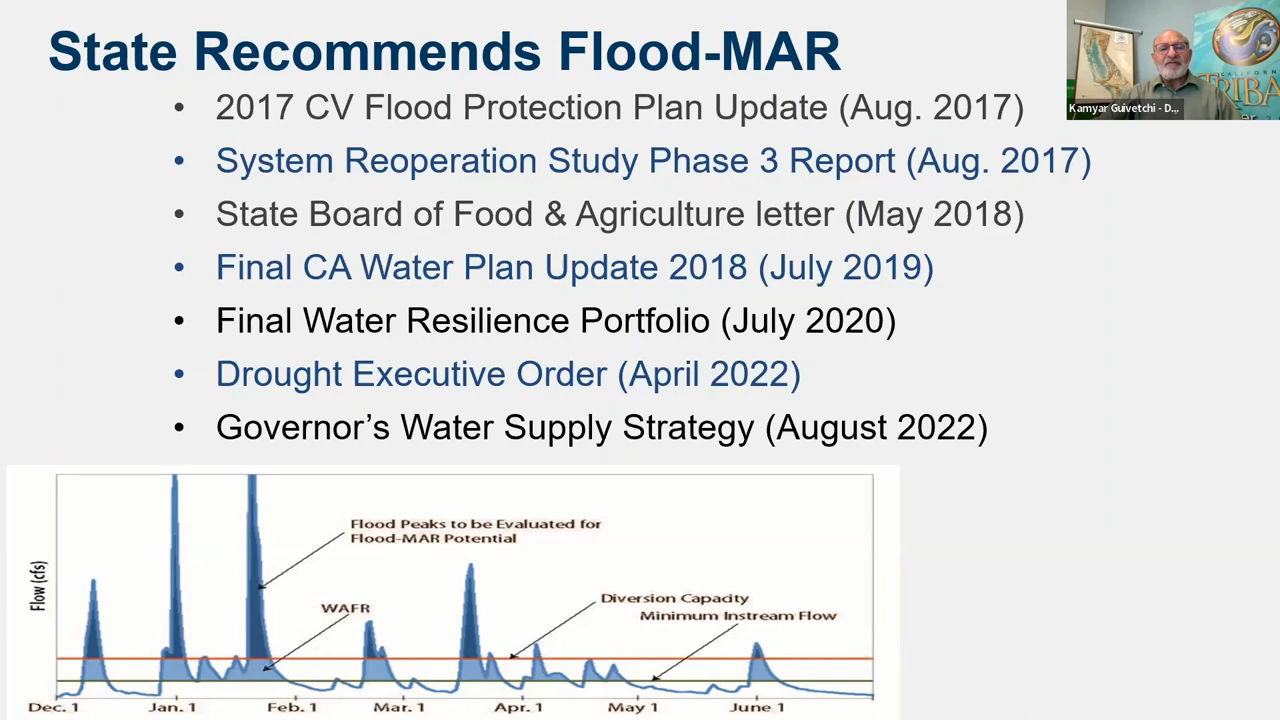 State Recommends Flood-MAR
• 2017 CV Flood Protection Plan Update (Aug. 2017)
• System Reoperation Study Phase 3 Report (Aug. 2017)
• State Board of Food & Agriculture letter (May 2018)
• Final CA Water Plan Update 2018 (July 2019)
• Final Water Resilience Portfolio (July 2020)
• Drought Executive Order (April 2022)
• Governor’s Water Supply Strategy (August 2022)
CALIFORN
TRIBA
Kamyar Guivetchi - D...
Flood Peaks to be Evaluated for
Flood-MAR Potential
WAFR
Diversion Capacity
Minimum Instream Flow
Flow (cfs)
Dec. 1 Jan. 1 Feb. 1 Mar. 1 Apr. 1 May 1 June 1